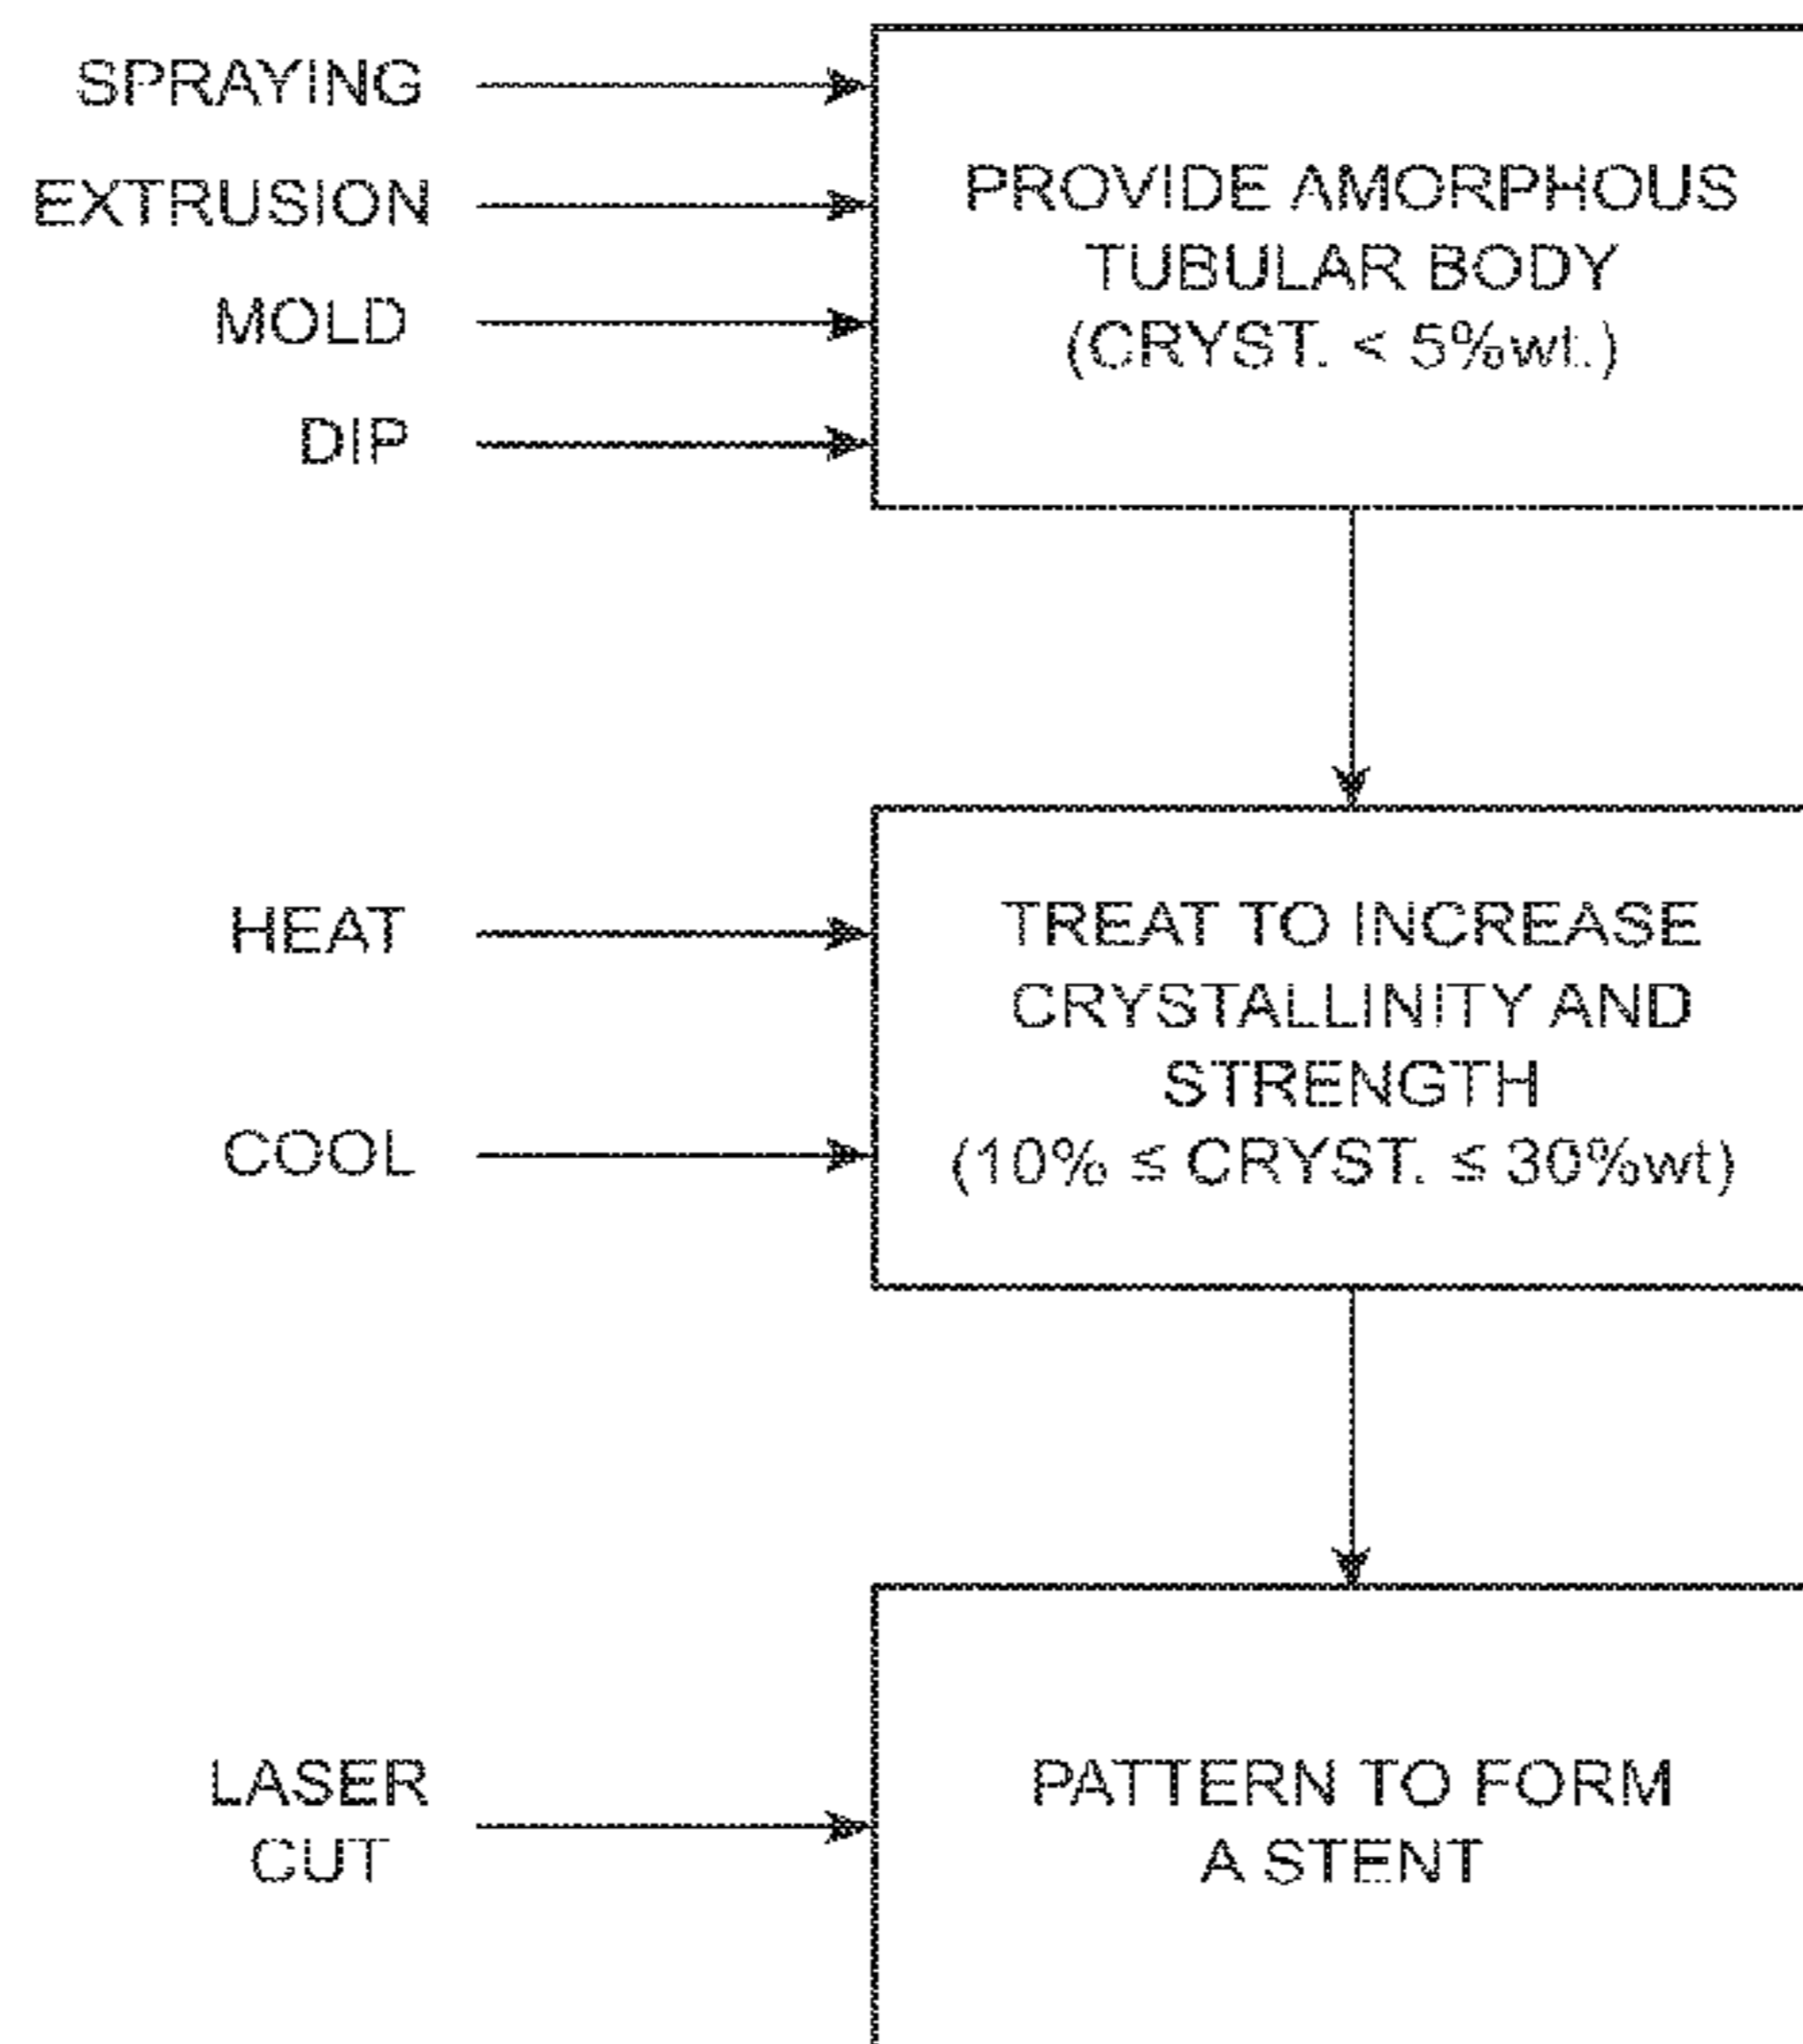 SPRAYING
EXTRUSION
MOLD
DIP
PROVIDE AMORPHOUS
TUBULAR BODY
(CRYST. < 5%wt.)
HEAT
COOL
TREAT TO INCREASE
CRYSTALLINITY AND
STRENGTH
(10% ≤ CRYST. ≤ 30%wt)
LASER
CUT
PATTERN TO FORM
A STENT